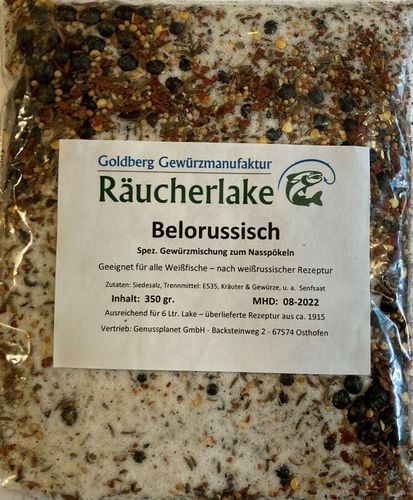 Goldberg Gewürzmanufaktur
Räucherlake
Belorussisch
Spez. Gewürzmischung zum Nasspökeln
Geeignet für alle Weißfische – nach weißrussischer Rezeptur
Zutaten: Siedesalz, Trennmittel: E535, Kräuter & Gewürze, u. a. Senfsaat
Inhalt: 350 gr. MHD: 08-2022
Ausreichend für 6 Ltr. Lake – überlieferte Rezeptur aus ca. 1915
Vertrieb: Genussplanet GmbH - Backsteinweg 2 - 67574 Osthofen